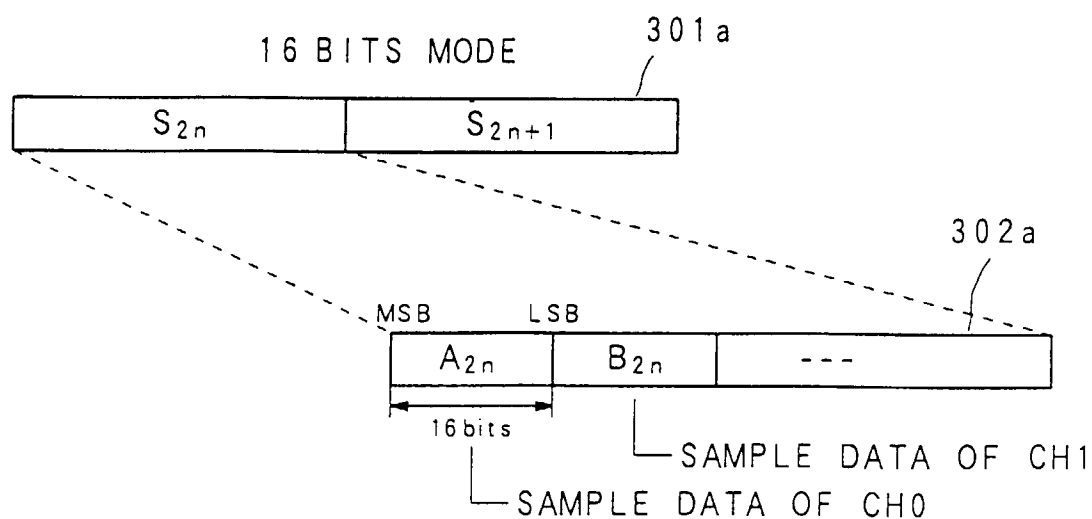 301a
16 BITS MODE
S2n S2n+1
302a
MSB LSB
A2n B2n ---
16bits
SAMPLE DATA OF CH1
SAMPLE DATA OF CH0